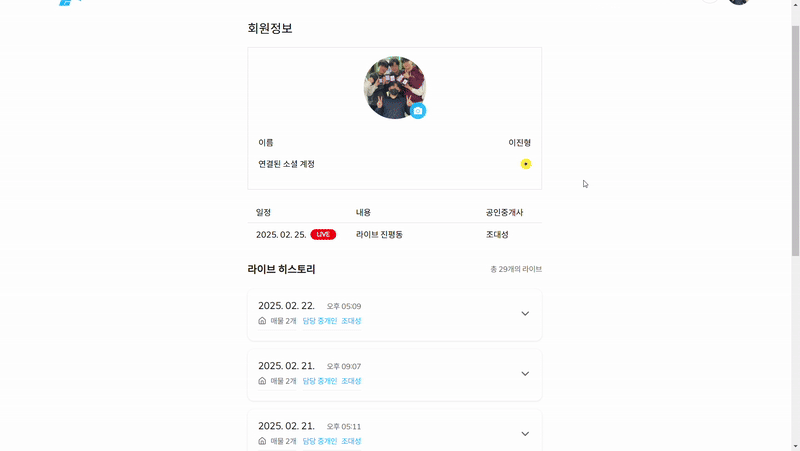 회원정보
이름 이진형
연결된 소셜 계정
일정 내용 공인중개사
2025. 02. 25. LIVE 라이브 진평동 조대성
라이브 히스토리 총 29개의 라이브
2025. 02. 22. 오후 05:09
매물 2개 담당 중개인 조대성
2025. 02. 21. 오후 09:07
매물 2개 담당 중개인 조대성
2025. 02. 21. 오후 05:11
매물 2개 담당 중개인 조대성